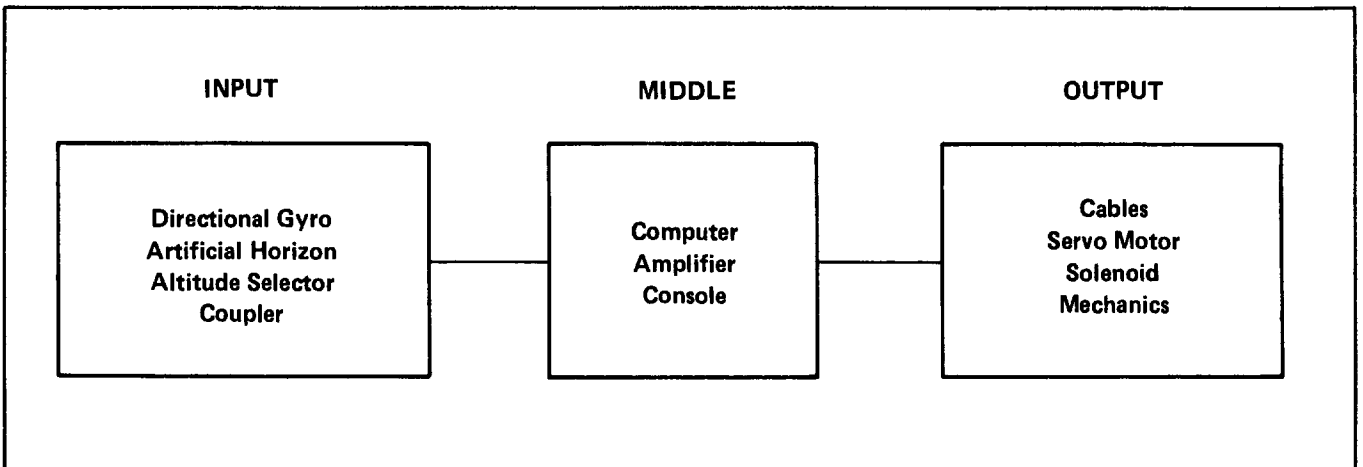 INPUT
MIDDLE
OUTPUT
Directional Gyro
Artificial Horizon
Altitude Selector
Coupler
Computer
Amplifier
Console
Cables
Servo Motor
Solenoid
Mechanics